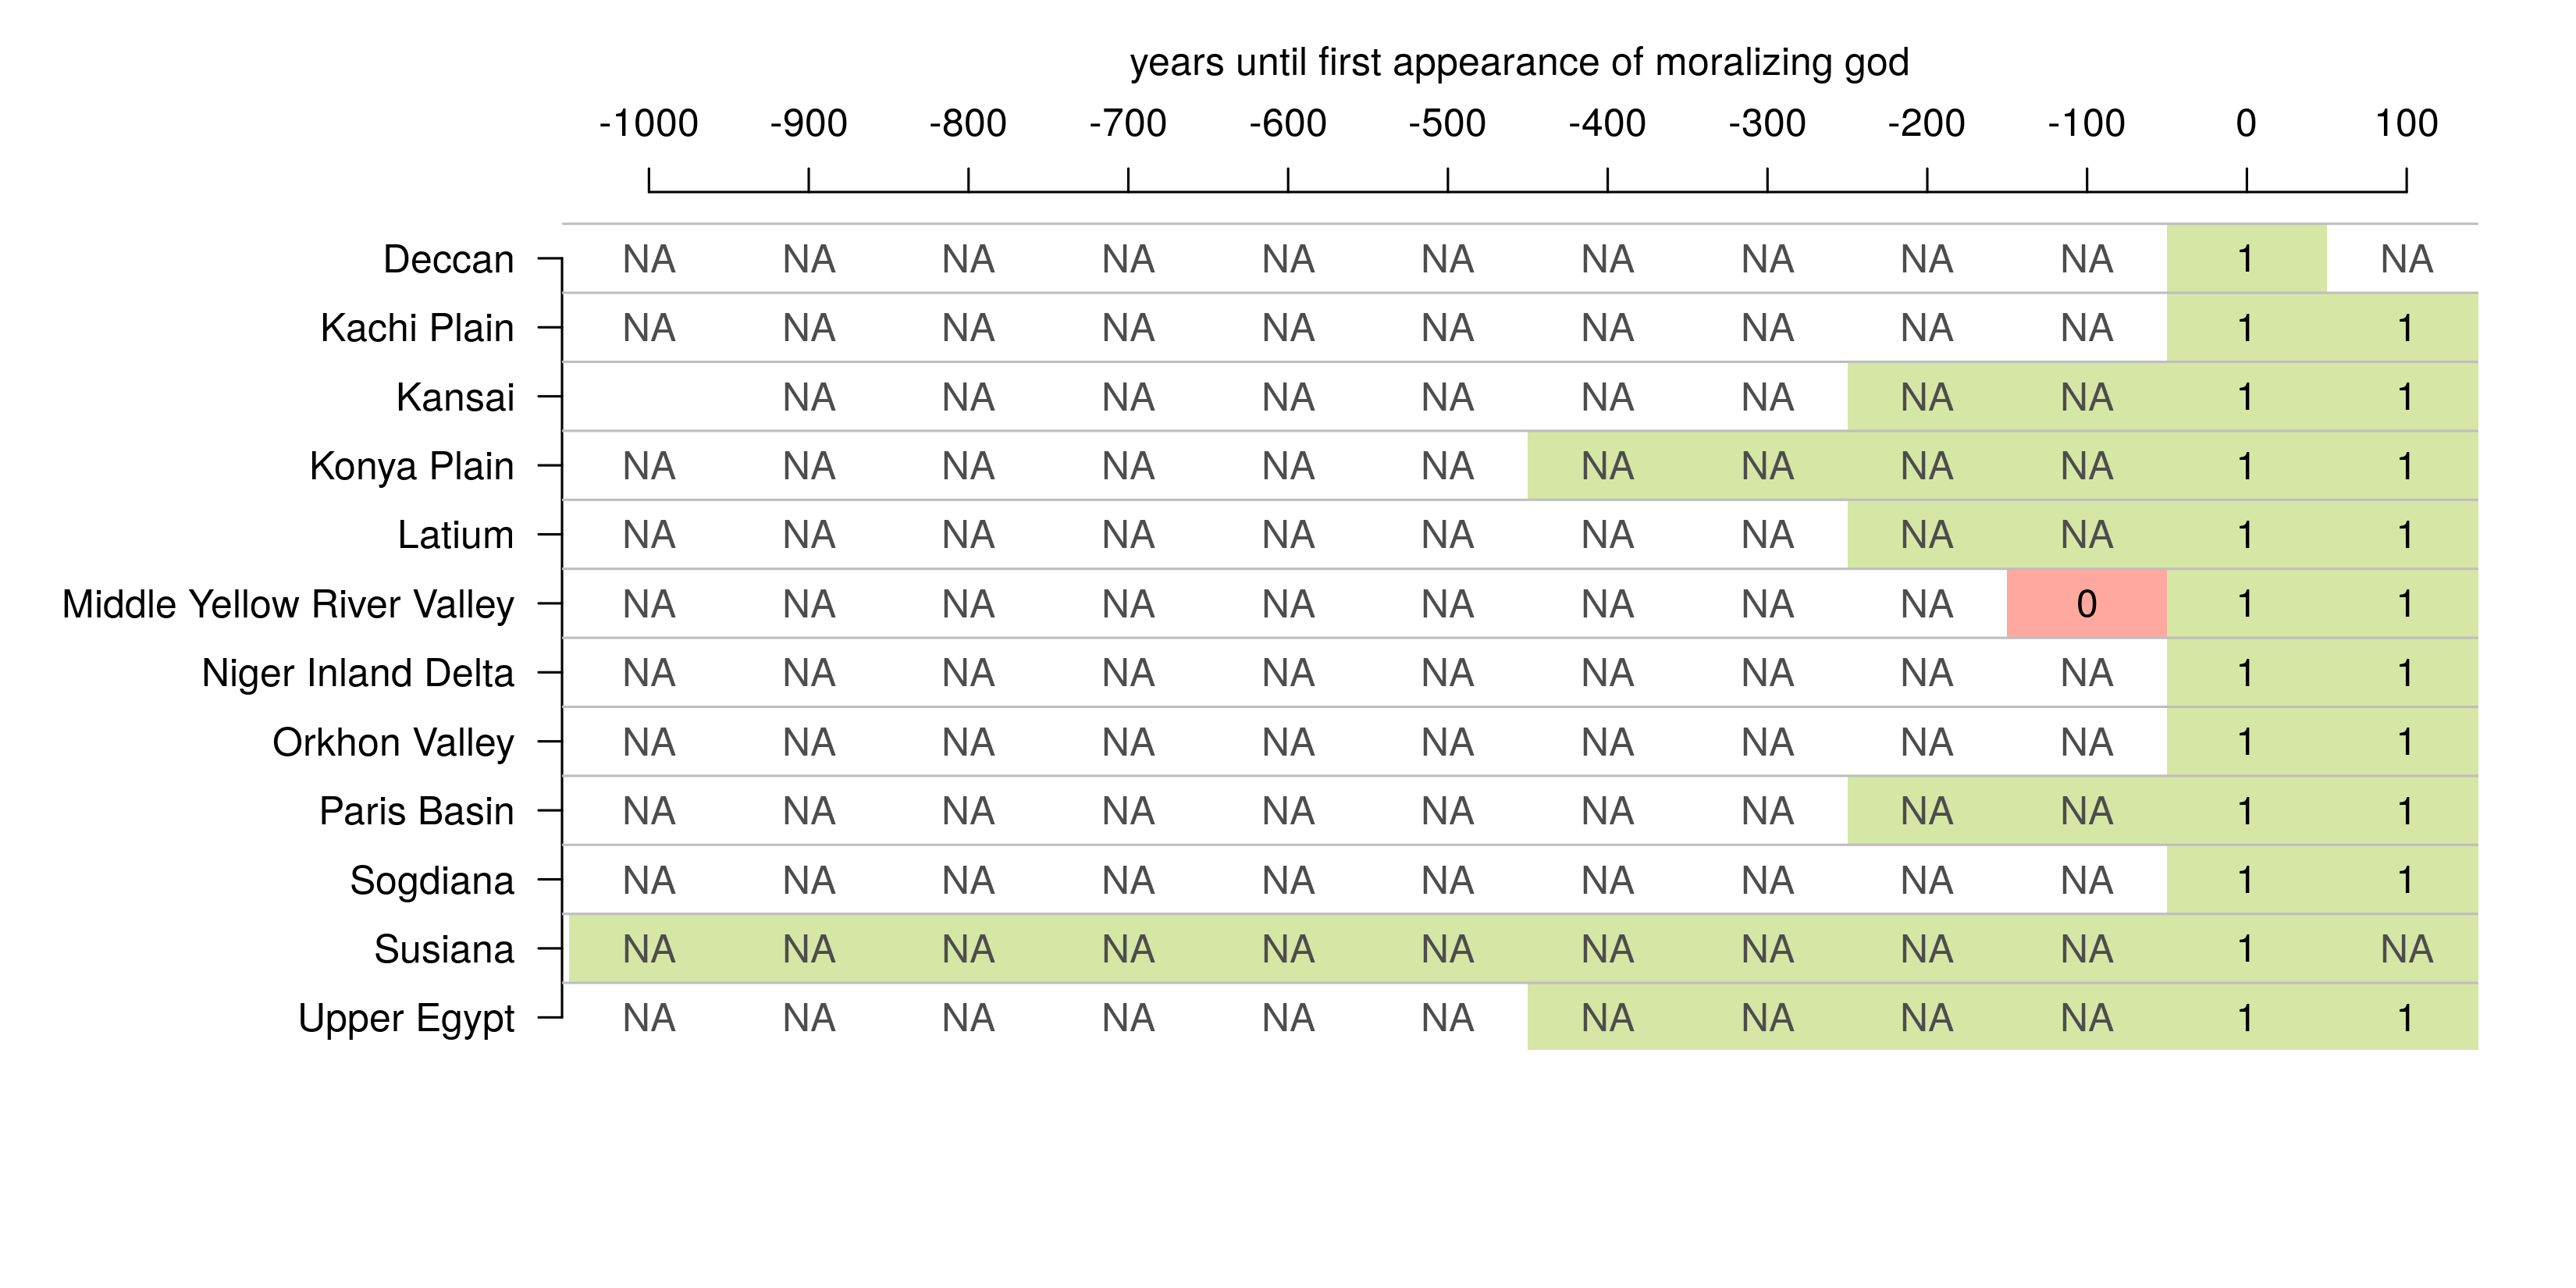 years until first appearance of moralizing god
-1000 -900 -800 -700 -600 -500 -400 -300 -200 -100 0 100
Deccan NA NA NA NA NA NA NA NA NA NA 1 NA
Kachi Plain NA NA NA NA NA NA NA NA NA NA 1 1
Kansai NA NA NA NA NA NA NA NA NA 1 1
Konya Plain NA NA NA NA NA NA NA NA NA NA 1 1
Latium NA NA NA NA NA NA NA NA NA NA 1 1
Middle Yellow River Valley NA NA NA NA NA NA NA NA NA 0 1 1
Niger Inland Delta NA NA NA NA NA NA NA NA NA NA 1 1
Orkhon Valley NA NA NA NA NA NA NA NA NA NA 1 1
Paris Basin NA NA NA NA NA NA NA NA NA NA 1 1
Sogdiana NA NA NA NA NA NA NA NA NA NA 1 1
Susiana NA NA NA NA NA NA NA NA NA NA 1 NA
Upper Egypt NA NA NA NA NA NA NA NA NA NA 1 1